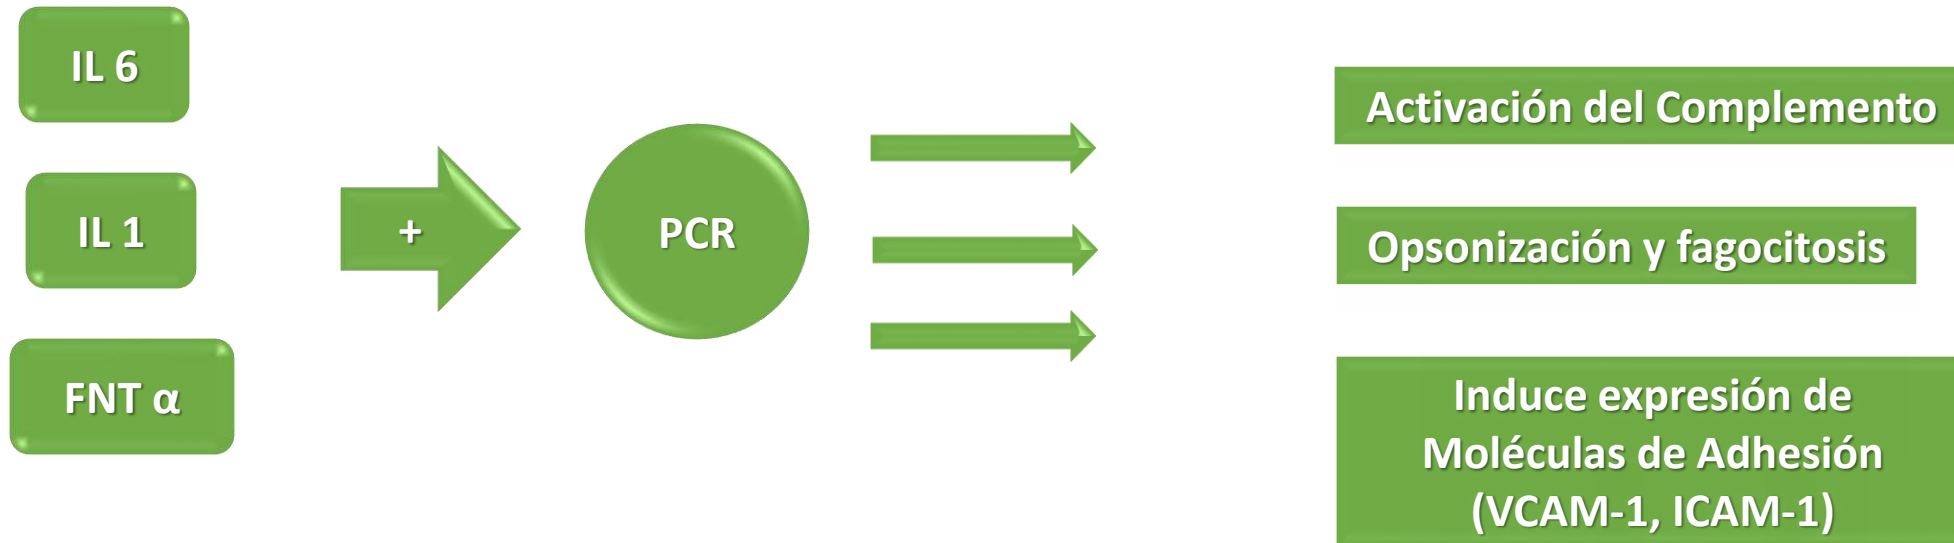 IL 6
IL 1
FNT α
+
PCR
Activación del Complemento
Opsonización y fagocitosis
Induce expresión de
Moléculas de Adhesión
(VCAM-1, ICAM-1)